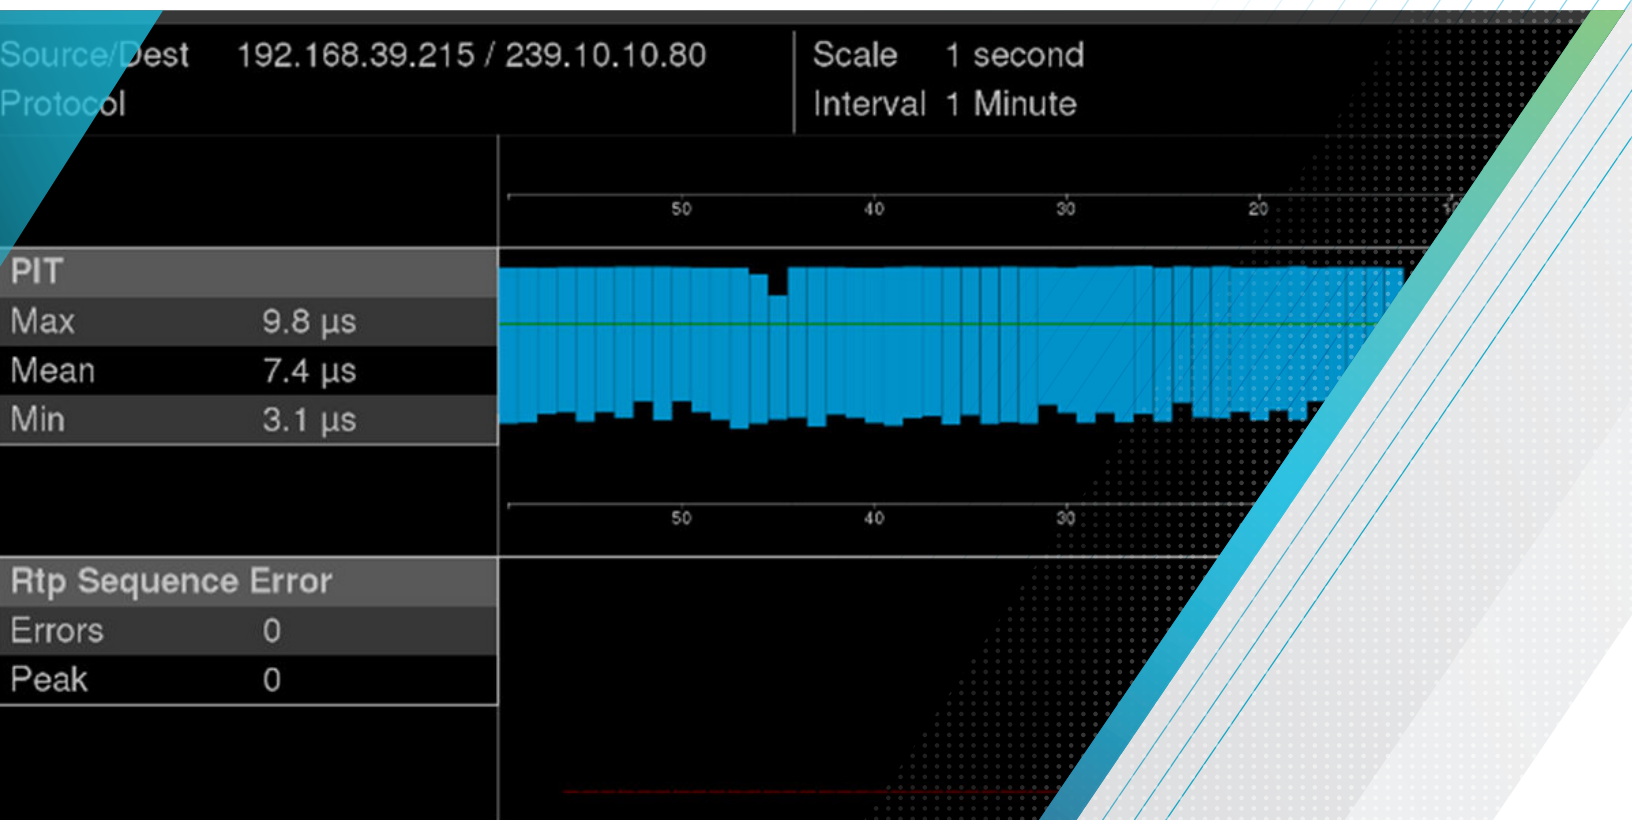 Source/Dest 192.168.39.215 / 239.10.10.80 Scale 1 second
Protocol Interval 1 Minute
50 40 30 20
PIT
Max 9.8 µs
Mean 7.4 µs
Min 3.1 µs
50 40 30
Rtp Sequence Error
Errors 0
Peak 0